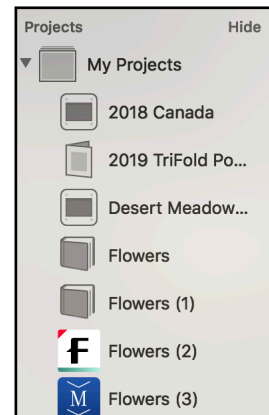 Projects Hide
My Projects
2018 Canada
2019 TriFold Po...
Desert Meadow...
Flowers
Flowers (1)
f Flowers (2)
M Flowers (3)